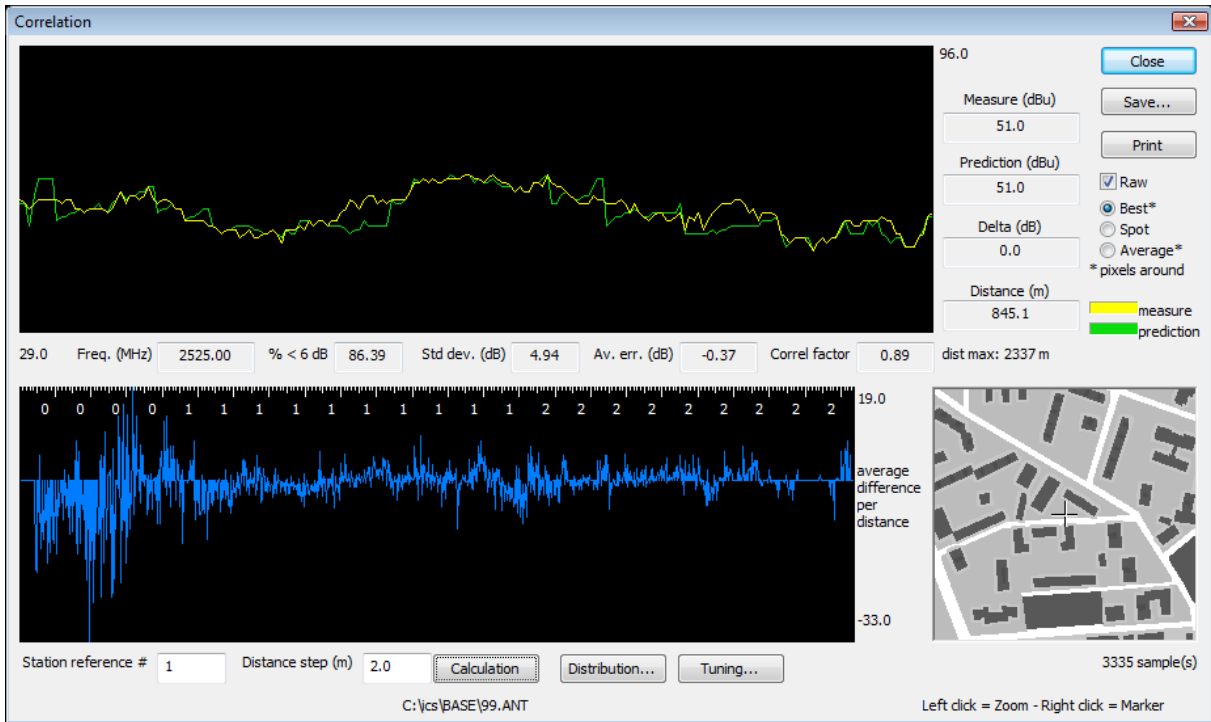 Correlation
96.0
Close
Measure (dBu)
Save...
51.0
Print
Prediction (dBu)
51.0
Raw
Best*
Delta (dB)
Spot
0.0
Average*
* pixels around
Distance (m)
845.1
measure
prediction
29.0 Freq. (MHz) 2525.00 % < 6 dB 86.39 Std dev. (dB) 4.94 Av. err. (dB) -0.37 Correl factor 0.89 dist max: 2337 m
0 0 0 0 1 1 1 1 1 1 1 1 1 1 2 2 2 2 2 2 2 2 2
19.0
average
difference
per
distance
-33.0
Station reference # 1 Distance step (m) 2.0 Calculation Distribution... Tuning... 3335 sample(s)
C:\ics\BASE\99.ANT Left click = Zoom - Right click = Marker